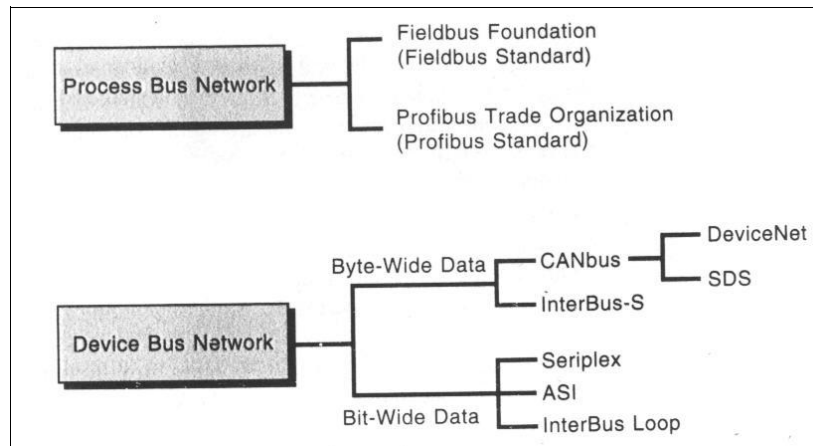 Process Bus Network
Fieldbus Foundation
(Fieldbus Standard)
Profibus Trade Organization
(Profibus Standard)
Device Bus Network
Byte-Wide Data
CANbus
DeviceNet
SDS
InterBus-S
Bit-Wide Data
Seriplex
ASI
InterBus Loop